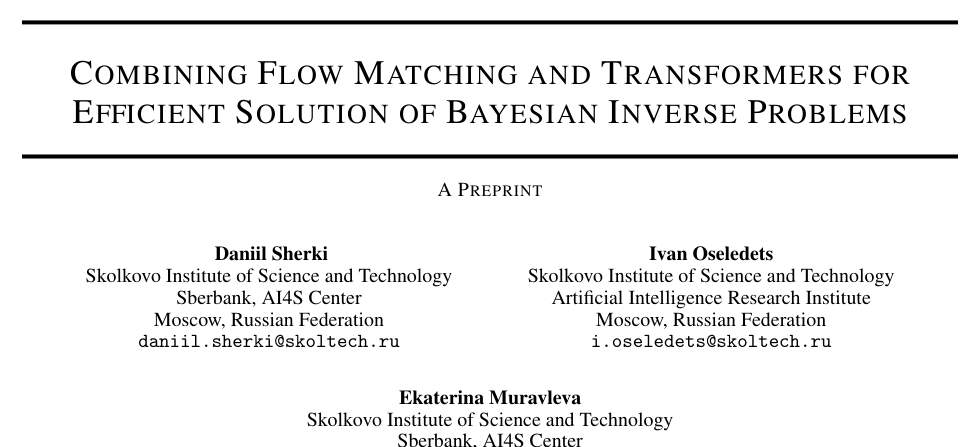 COMBINING FLOW MATCHING AND TRANSFORMERS FOR
EFFICIENT SOLUTION OF BAYESIAN INVERSE PROBLEMS
A PREPRINT
Daniil Sherki
Skolkovo Institute of Science and Technology
Sberbank, AI4S Center
Moscow, Russian Federation
daniil.sherki@skoltech.ru
Ivan Oseledets
Skolkovo Institute of Science and Technology
Artificial Intelligence Research Institute
Moscow, Russian Federation
i.oseledets@skoltech.ru
Ekaterina Muravleva
Skolkovo Institute of Science and Technology
Sberbank, AI4S Center